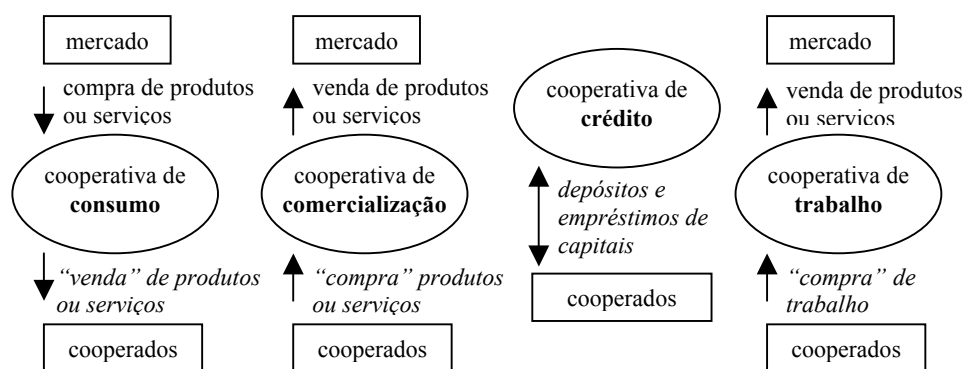 mercado
compra de produtos
ou serviços
cooperativa de
consumo
“venda” de produtos
ou serviços
cooperados
mercado
venda de produtos
ou serviços
cooperativa de
comercialização
“compra” produtos
ou serviços
cooperados
cooperativa de
crédito
depósitos e
empréstimos de
capitais
cooperados
mercado
venda de produtos
ou servicos
cooperativa de
trabalho
“compra” de
trabalho
cooperados